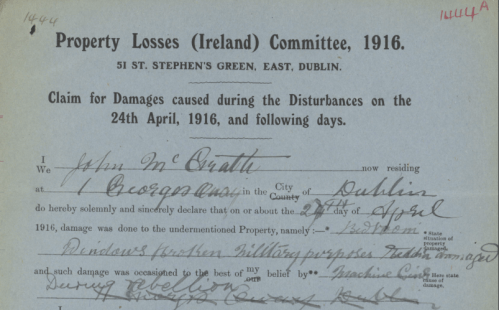 1444
1444 A
Property Losses (Ireland) Committee, 1916.
51 ST. STEPHEN'S GREEN, EAST, DUBLIN.
Claim for Damages caused during the Disturbances on the
24th April, 1916, and following days.
I
We John McGrath now residing
at 1 Georges Quay in the City County of Dublin
do hereby solemnly and sincerely declare that on or about the 24th day of April
1916, damage was done to the undermentioned Property, namely:—* Bedroom
* State situation of property damaged.
Windows broken military purposes damaged
and such damage was occasioned to the best of my our belief by** Machine Guns
** Here state cause of damage.
During rebellion
Dublin
I